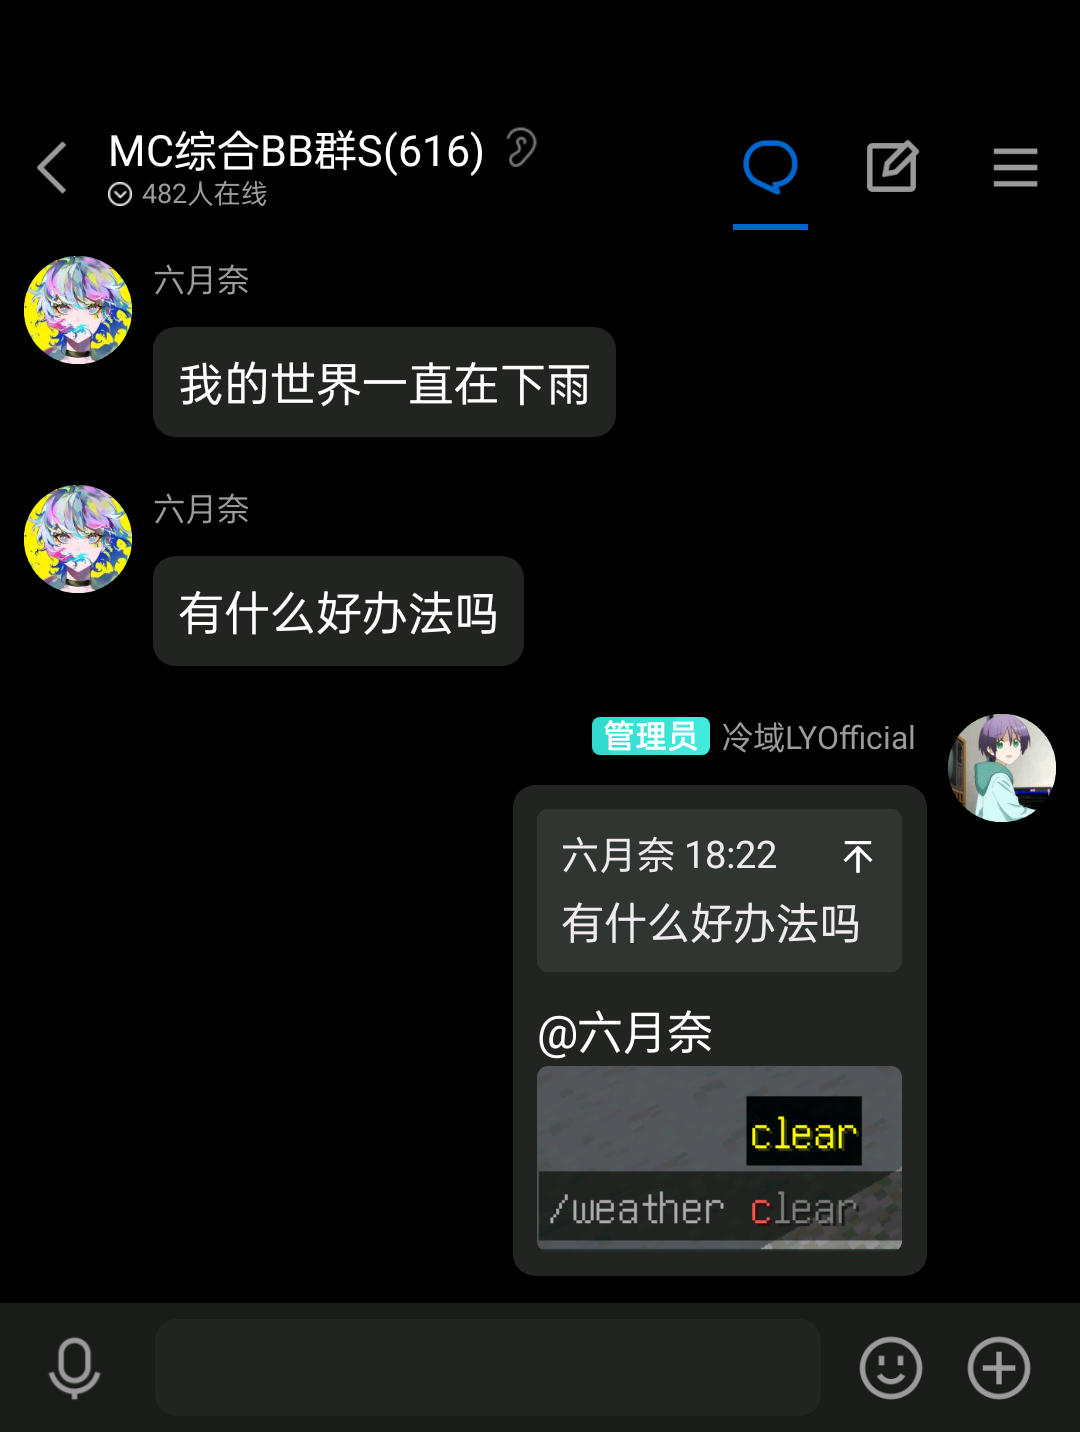 MC综合BB群S(616)
482人在线
六月奈
我的世界一直在下雨
六月奈
有什么好办法吗
管理员 冷域LYOfficial
六月奈 18:22
有什么好办法吗
@六月奈
clear
/weather clear